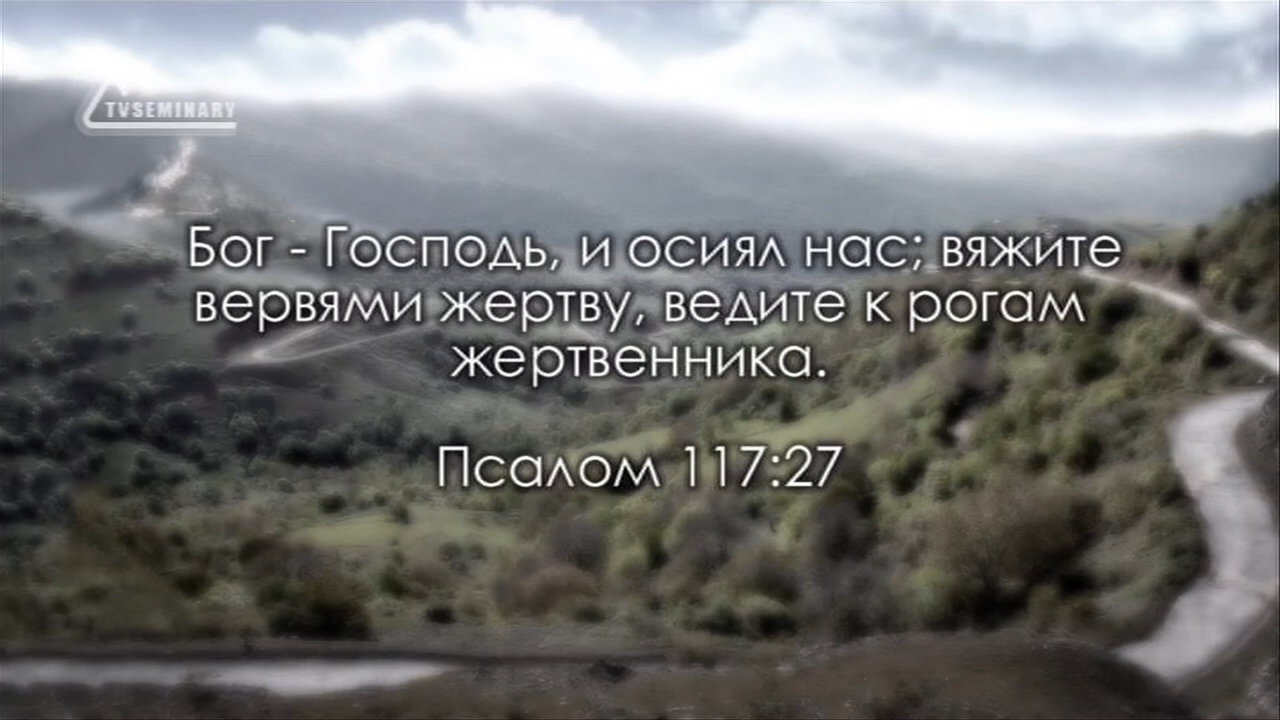 TVSEMINARY
Бог - Господь, и осиял нас; вяжите
вервями жертву, ведите к рогам
жертвенника.
Псалом 117:27